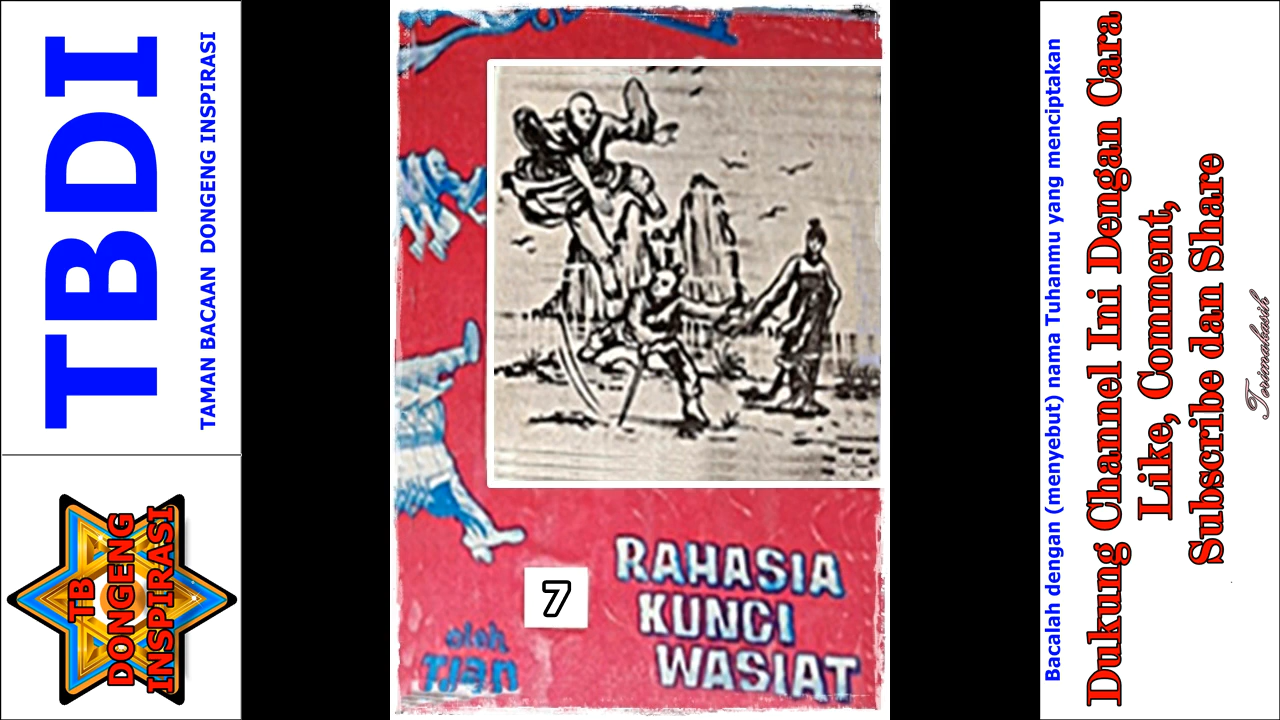 TBDI
TAMAN BACAAN DONGENG INSPIRASI
TB
DONGENG
INSPIRASI
7
RAHASIA
KUNCI
WASIAT
oleh
TJAN
Bacalah dengan (menyebut) nama Tuhanmu yang menciptakan
Dukung Channel Ini Dengan Cara
Like, Comment,
Subscribe dan Share
Terimakasih